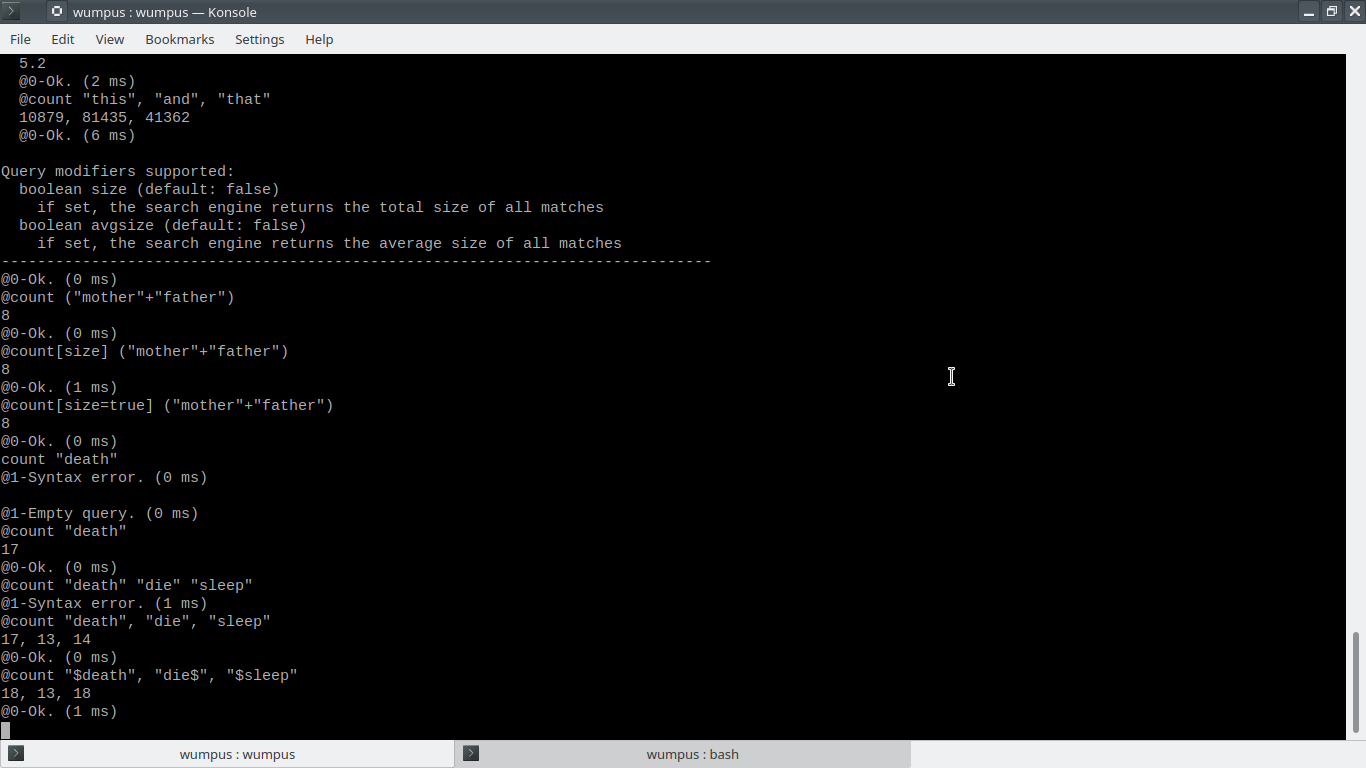 wumpus : wumpus — Konsole
File Edit View Bookmarks Settings Help
  5.2
  @0-Ok. (2 ms)
  @count "this", "and", "that"
  10879, 81435, 41362
  @0-Ok. (6 ms)

Query modifiers supported:
  boolean size (default: false)
    if set, the search engine returns the total size of all matches
  boolean avgsize (default: false)
    if set, the search engine returns the average size of all matches
-------------------------------------------------------------------------------
@0-Ok. (0 ms)
@count ("mother"+"father")
8
@0-Ok. (0 ms)
@count[size] ("mother"+"father")
8
@0-Ok. (1 ms)
@count[size=true] ("mother"+"father")
8
@0-Ok. (0 ms)
count "death"
@1-Syntax error. (0 ms)

@1-Empty query. (0 ms)
@count "death"
17
@0-Ok. (0 ms)
@count "death" "die" "sleep"
@1-Syntax error. (1 ms)
@count "death", "die", "sleep"
17, 13, 14
@0-Ok. (0 ms)
@count "$death", "die$", "$sleep"
18, 13, 18
@0-Ok. (1 ms)
wumpus : wumpus
wumpus : bash